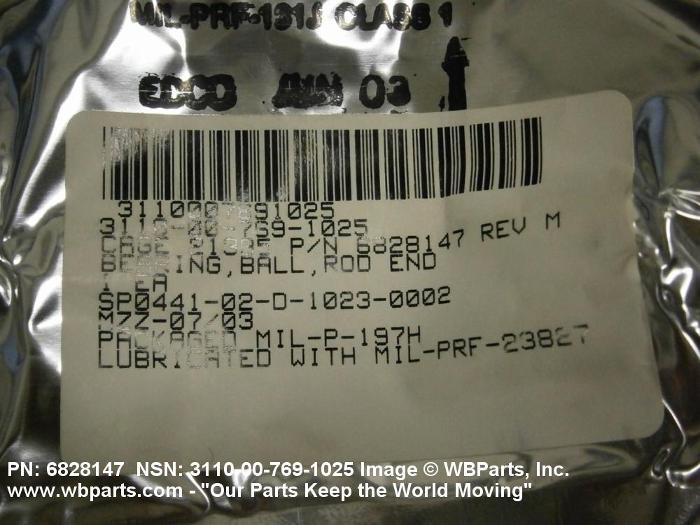 MIL-PRF-131J CLASS 1
EDCO JUN 03
3110007691025
3110-00-769-1025
CAGE P/N 6828147 REV M
BEARING,BALL,ROD END
1 EA
SP0441-02-D-1023-0002
MZZ-07/03
PACKAGED MIL-P-197H
LUBRICATED WITH MIL-PRF-23827
PN: 6828147 NSN: 3110-00-769-1025 Image © WBParts, Inc.
www.wbparts.com - "Our Parts Keep the World Moving"